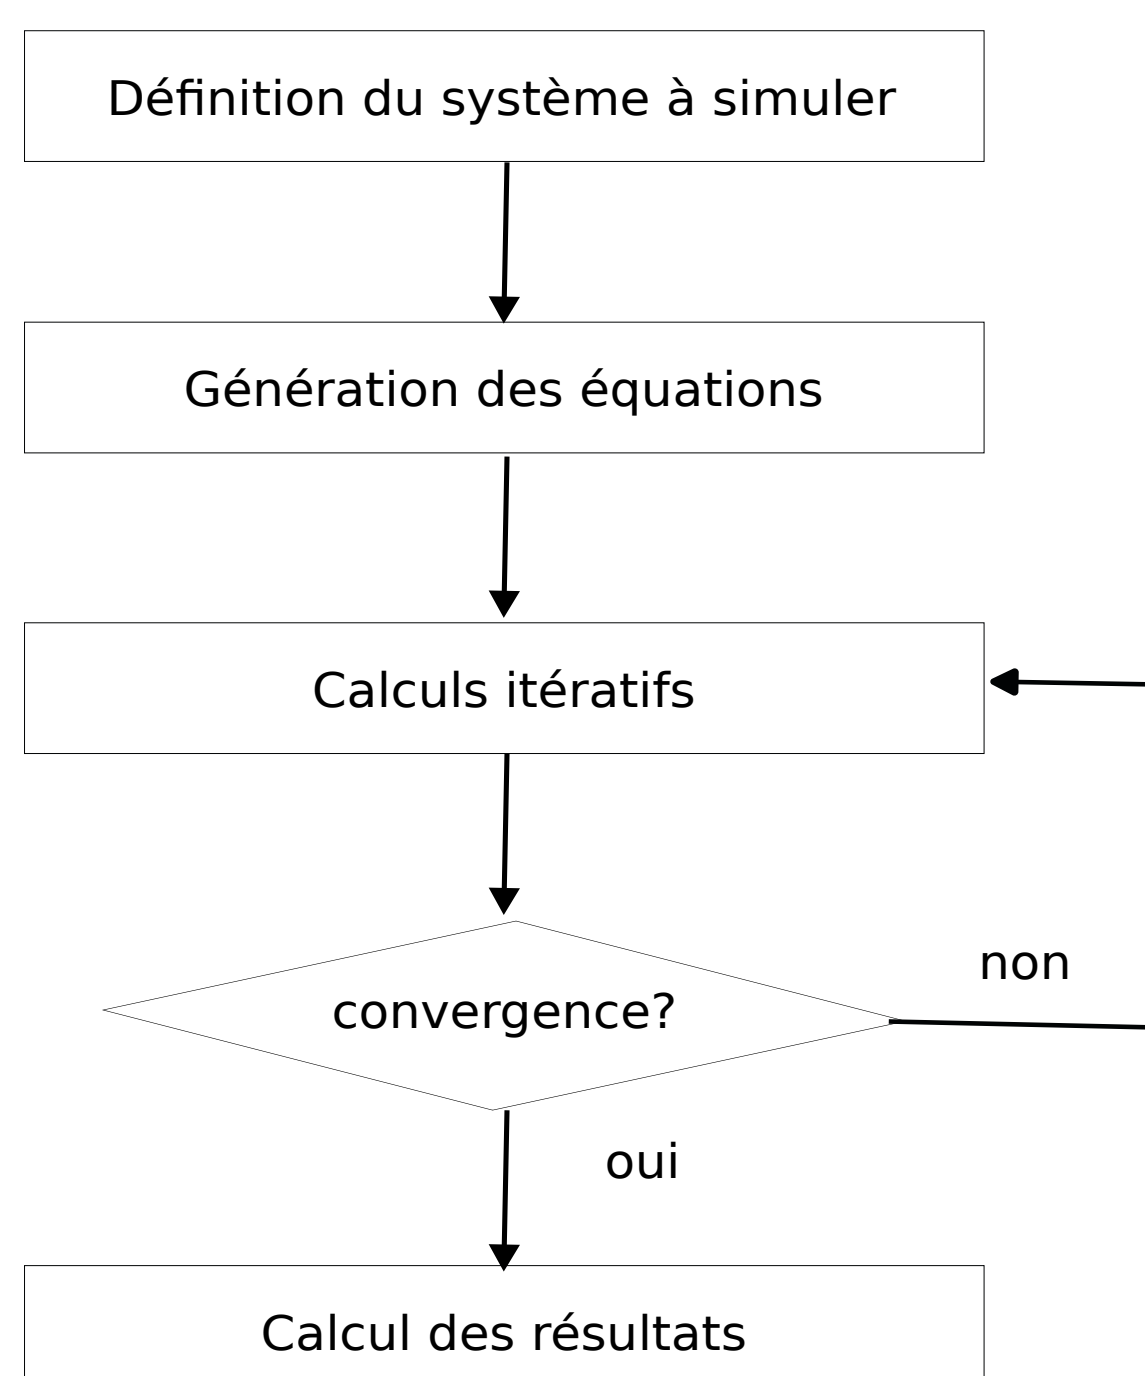 Définition du système à simuler
Génération des équations
Calculs itératifs
non
convergence?
oui
Calcul des résultats